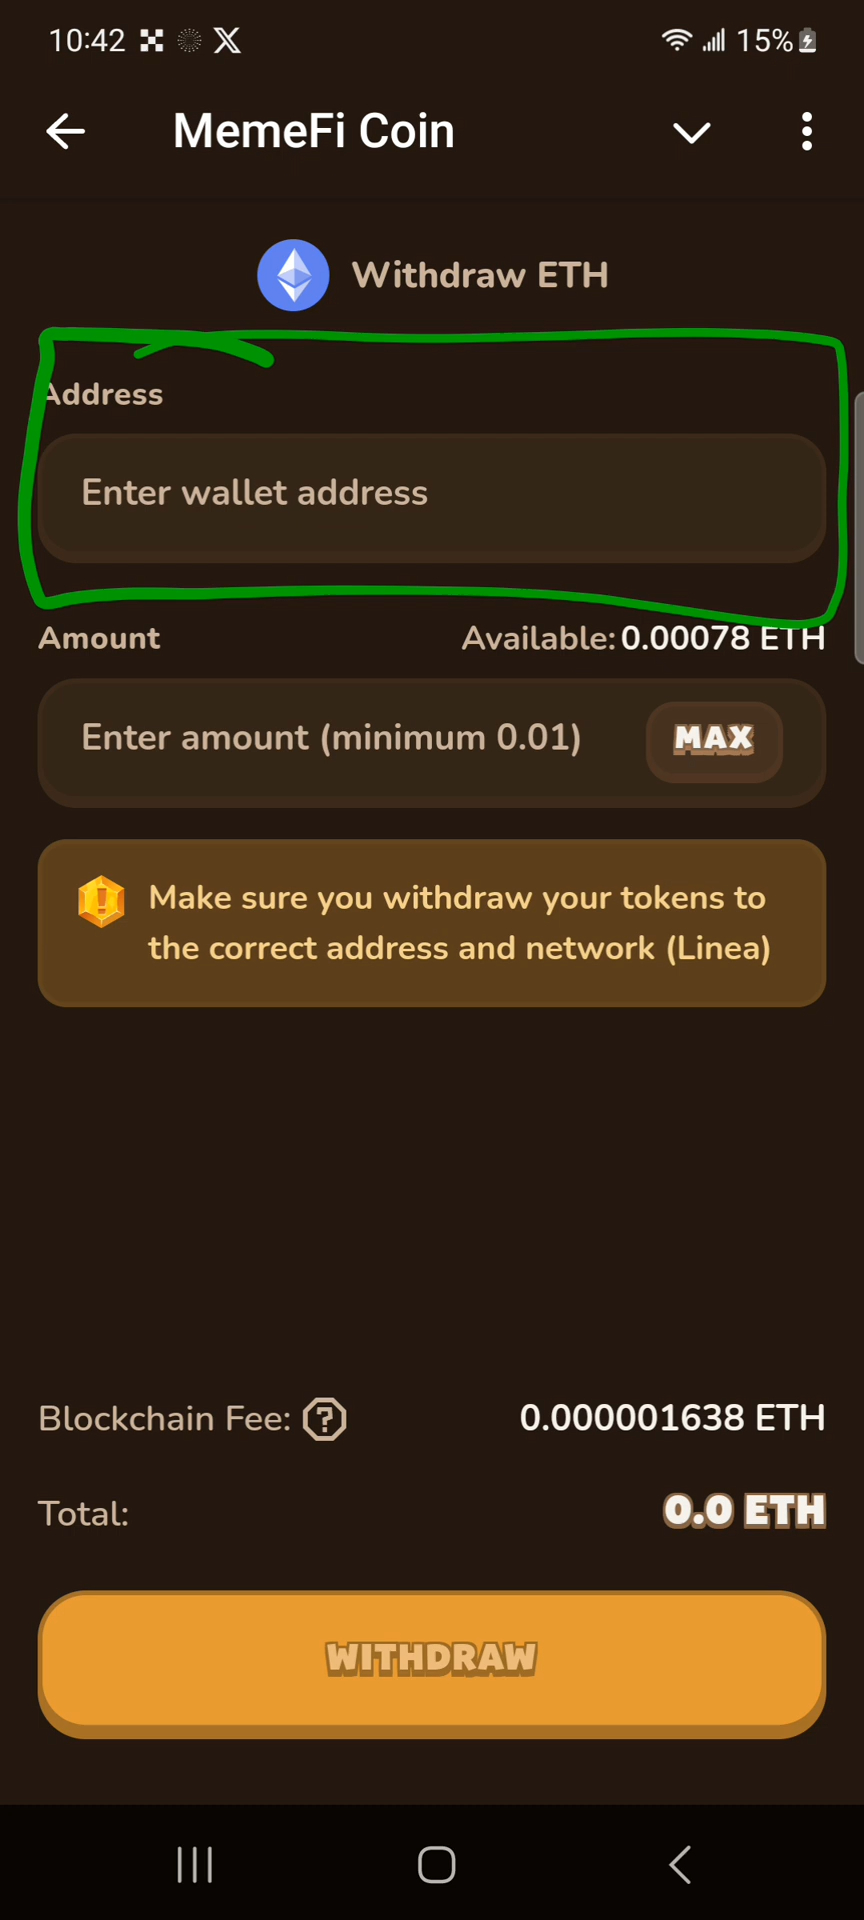 10:42
15%
MemeFi Coin
Withdraw ETH
Address
Enter wallet address
Amount Available: 0.00078 ETH
Enter amount (minimum 0.01) MAX
Make sure you withdraw your tokens to
the correct address and network (Linea)
Blockchain Fee: 0.000001638 ETH
Total: 0.0 ETH
WITHDRAW